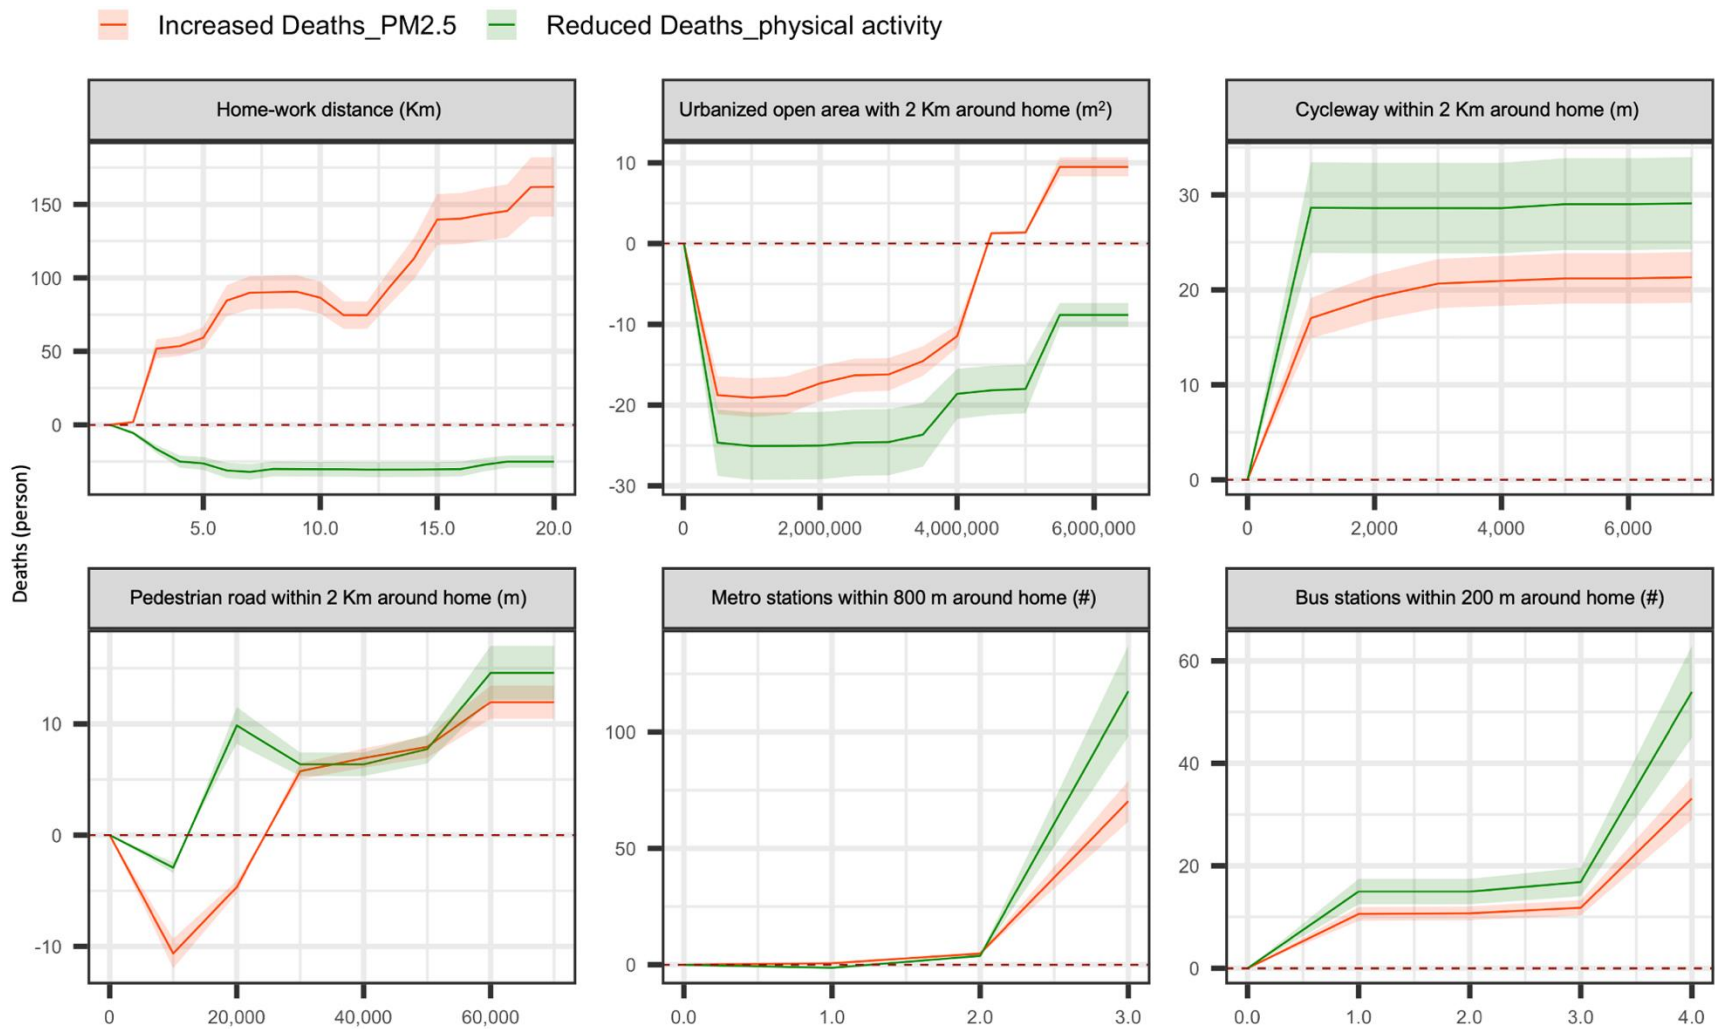 Increased Deaths_PM2.5 Reduced Deaths_physical activity
Deaths (person)
Home-work distance (Km)
150
100
50
0
5.0 10.0 15.0 20.0
Urbanized open area with 2 Km around home (m²)
10
0
-10
-20
-30
0 2,000,000 4,000,000 6,000,000
Cycleway within 2 Km around home (m)
30
20
10
0
0 2,000 4,000 6,000
Pedestrian road within 2 Km around home (m)
10
0
-10
0 20,000 40,000 60,000
Metro stations within 800 m around home (#)
100
50
0
0.0 1.0 2.0 3.0
Bus stations within 200 m around home (#)
60
40
20
0
0.0 1.0 2.0 3.0 4.0